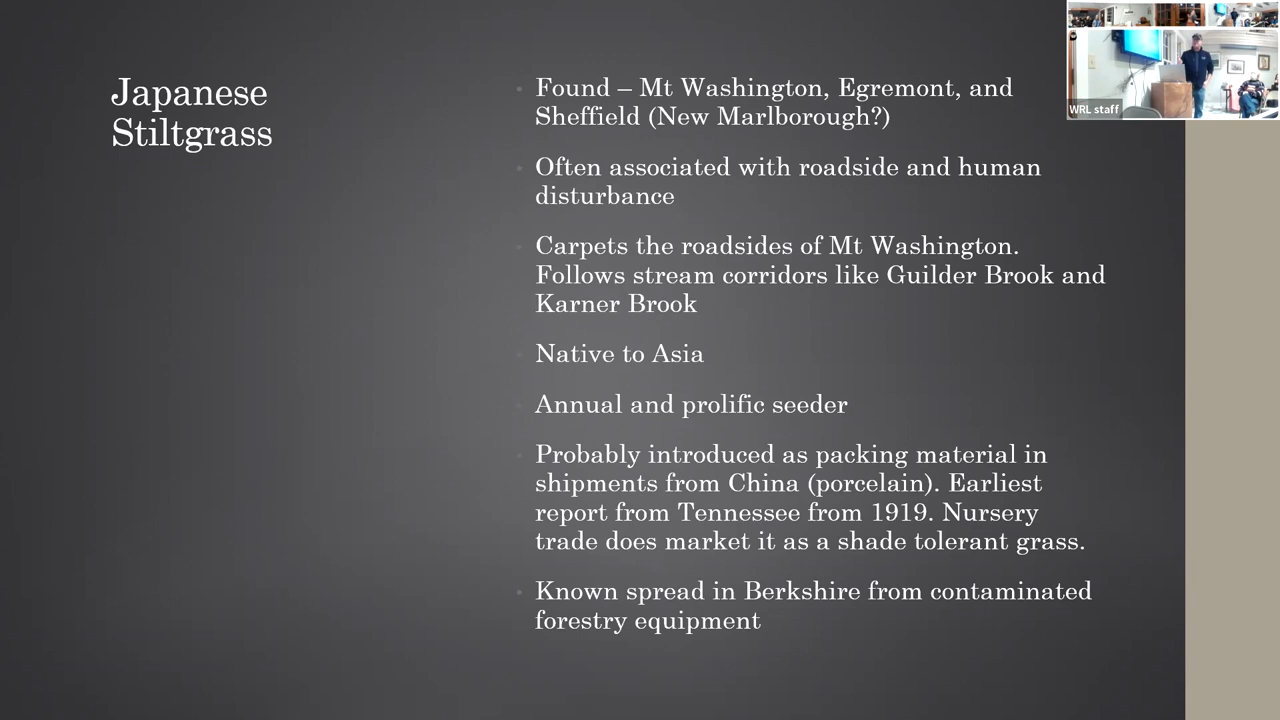 Japanese
Stiltgrass
Found – Mt Washington, Egremont, and
Sheffield (New Marlborough?)
Often associated with roadside and human
disturbance
Carpets the roadsides of Mt Washington.
Follows stream corridors like Guilder Brook and
Karner Brook
Native to Asia
Annual and prolific seeder
Probably introduced as packing material in
shipments from China (porcelain). Earliest
report from Tennessee from 1919. Nursery
trade does market it as a shade tolerant grass.
Known spread in Berkshire from contaminated
forestry equipment
WRL staff